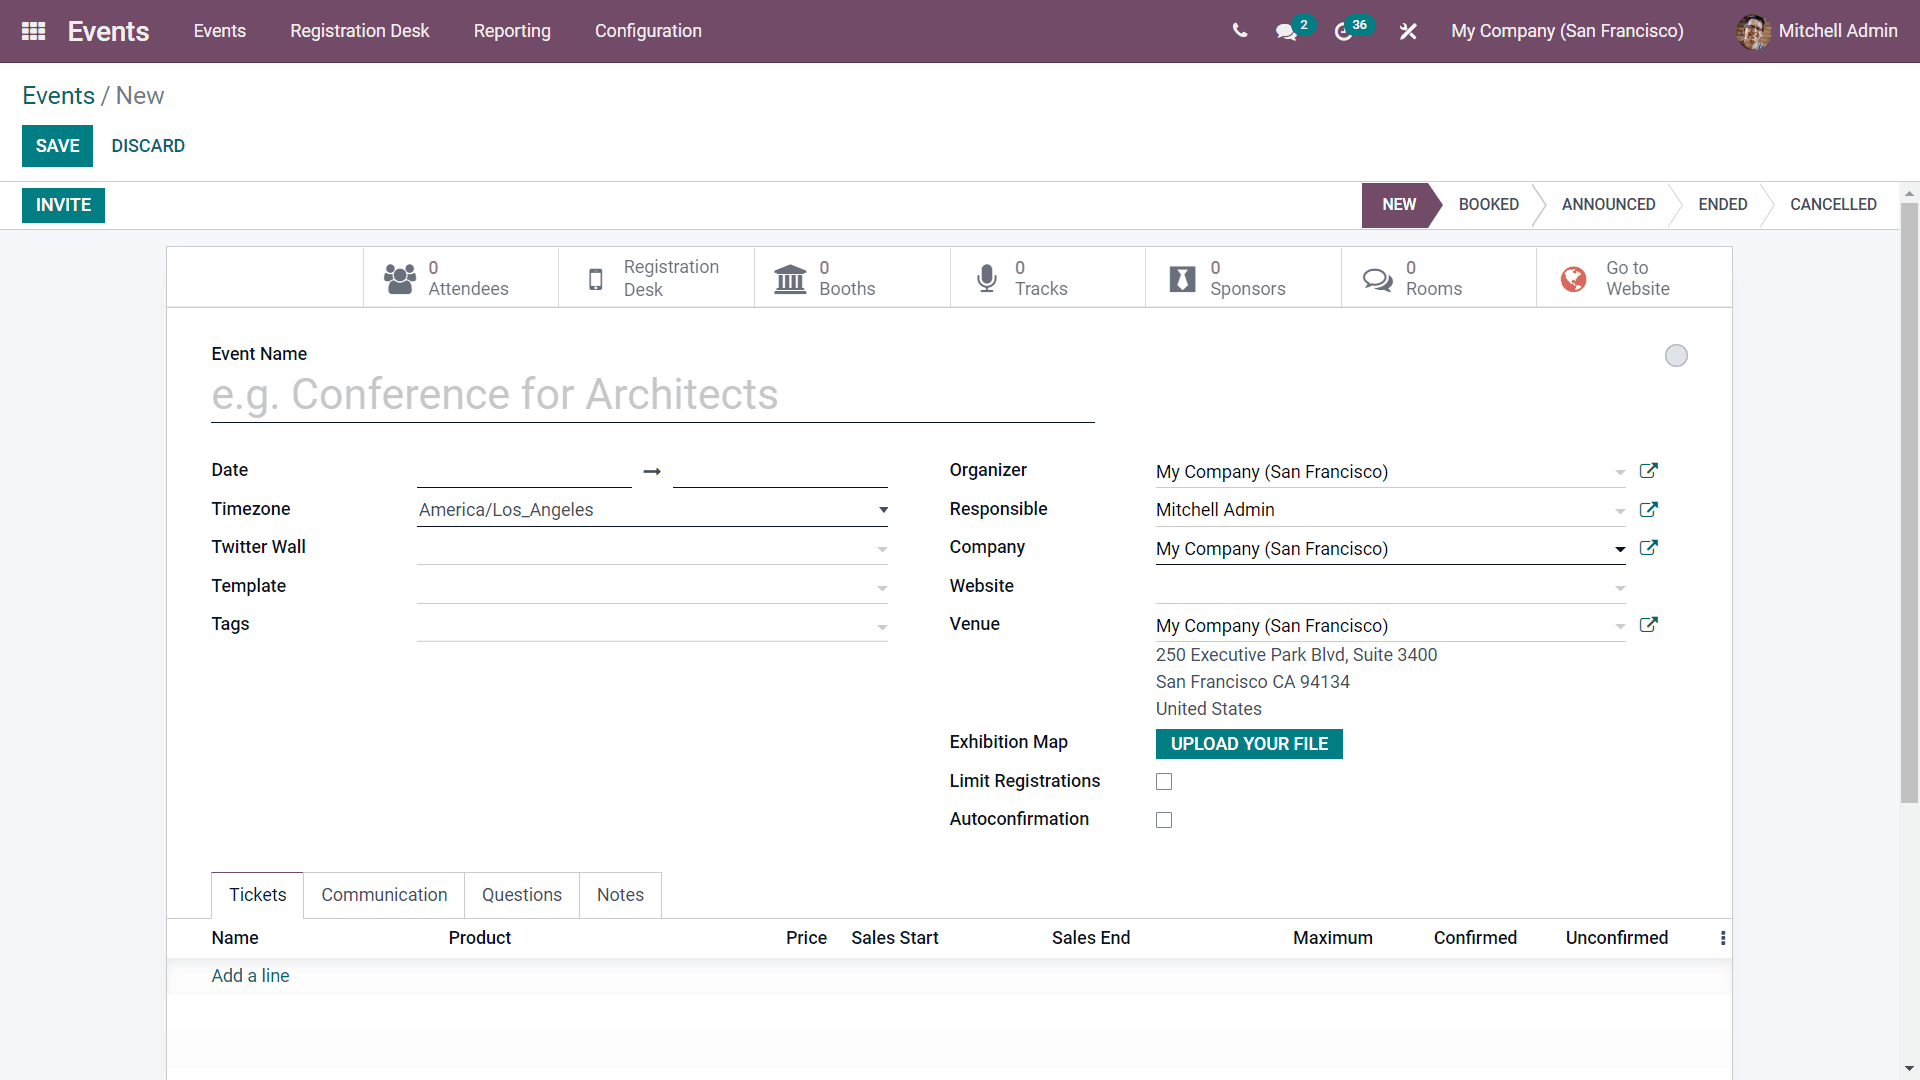 Events Events Registration Desk Reporting Configuration 2 36 My Company (San Francisco) Mitchell Admin
Events / New
SAVE DISCARD
INVITE NEW BOOKED ANNOUNCED ENDED CANCELLED
0 Attendees
Registration Desk
0 Booths
0 Tracks
0 Sponsors
0 Rooms
Go to Website
Event Name
e.g. Conference for Architects
Date
Timezone America/Los_Angeles
Twitter Wall
Template
Tags
Organizer My Company (San Francisco)
Responsible Mitchell Admin
Company My Company (San Francisco)
Website
Venue My Company (San Francisco)
250 Executive Park Blvd, Suite 3400
San Francisco CA 94134
United States
Exhibition Map UPLOAD YOUR FILE
Limit Registrations
Autoconfirmation
Tickets Communication Questions Notes
Name Product Price Sales Start Sales End Maximum Confirmed Unconfirmed
Add a line